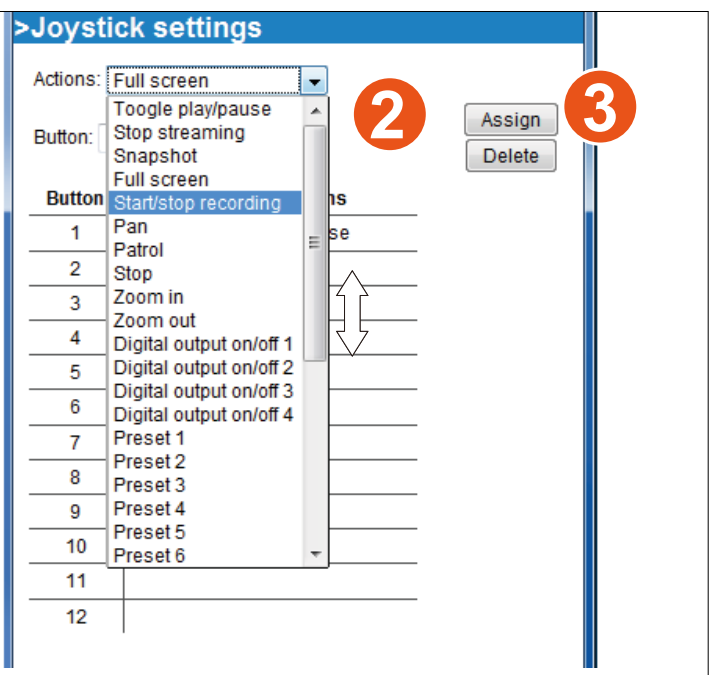 >Joystick settings
Actions: Full screen
2
3
Toogle play/pause
Assign
Button:
Stop streaming
Snapshot
Delete
Full screen
Button
Start/stop recording
ns
1
Pan
se
Patrol
2
Stop
3
Zoom in
Zoom out
4
Digital output on/off 1
5
Digital output on/off 2
Digital output on/off 3
6
Digital output on/off 4
7
Preset 1
Preset 2
8
Preset 3
9
Preset 4
Preset 5
10
Preset 6
11
12